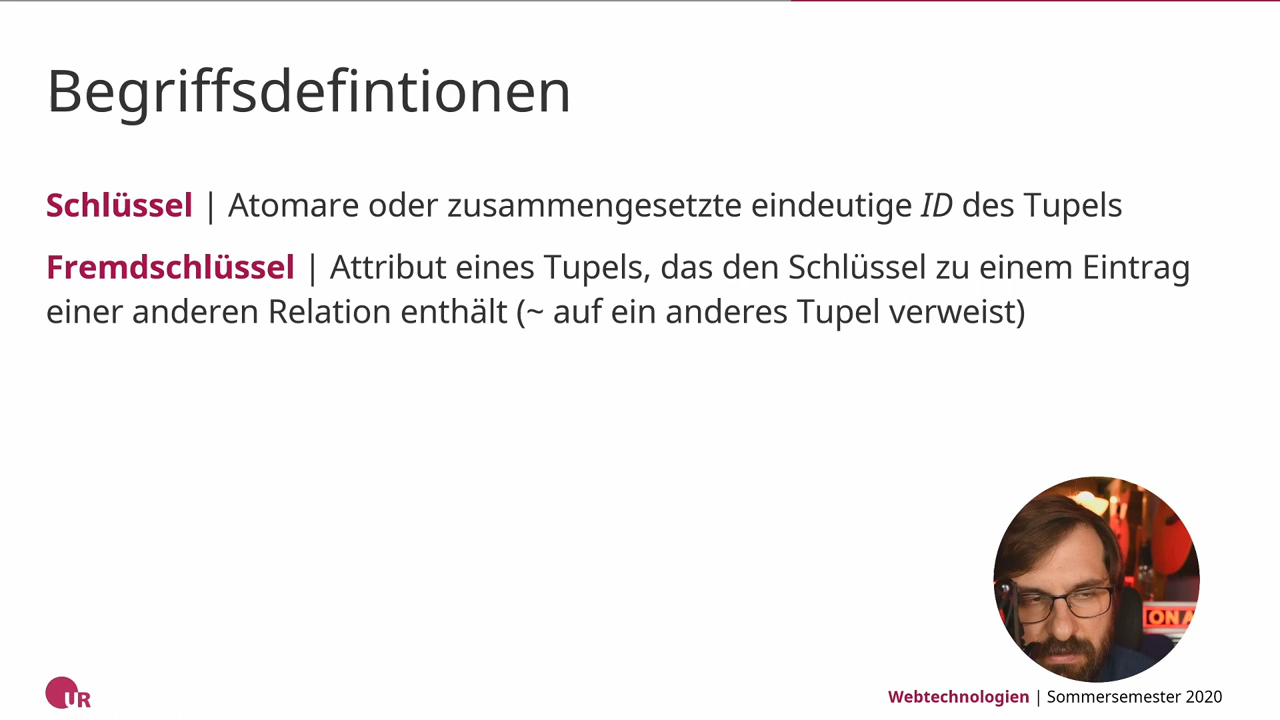 Begriffsdefintionen
Schlüssel | Atomare oder zusammengesetzte eindeutige ID des Tupels
Fremdschlüssel | Attribut eines Tupels, das den Schlüssel zu einem Eintrag
einer anderen Relation enthält (~ auf ein anderes Tupel verweist)
ON A
UR
Webtechnologien | Sommersemester 2020